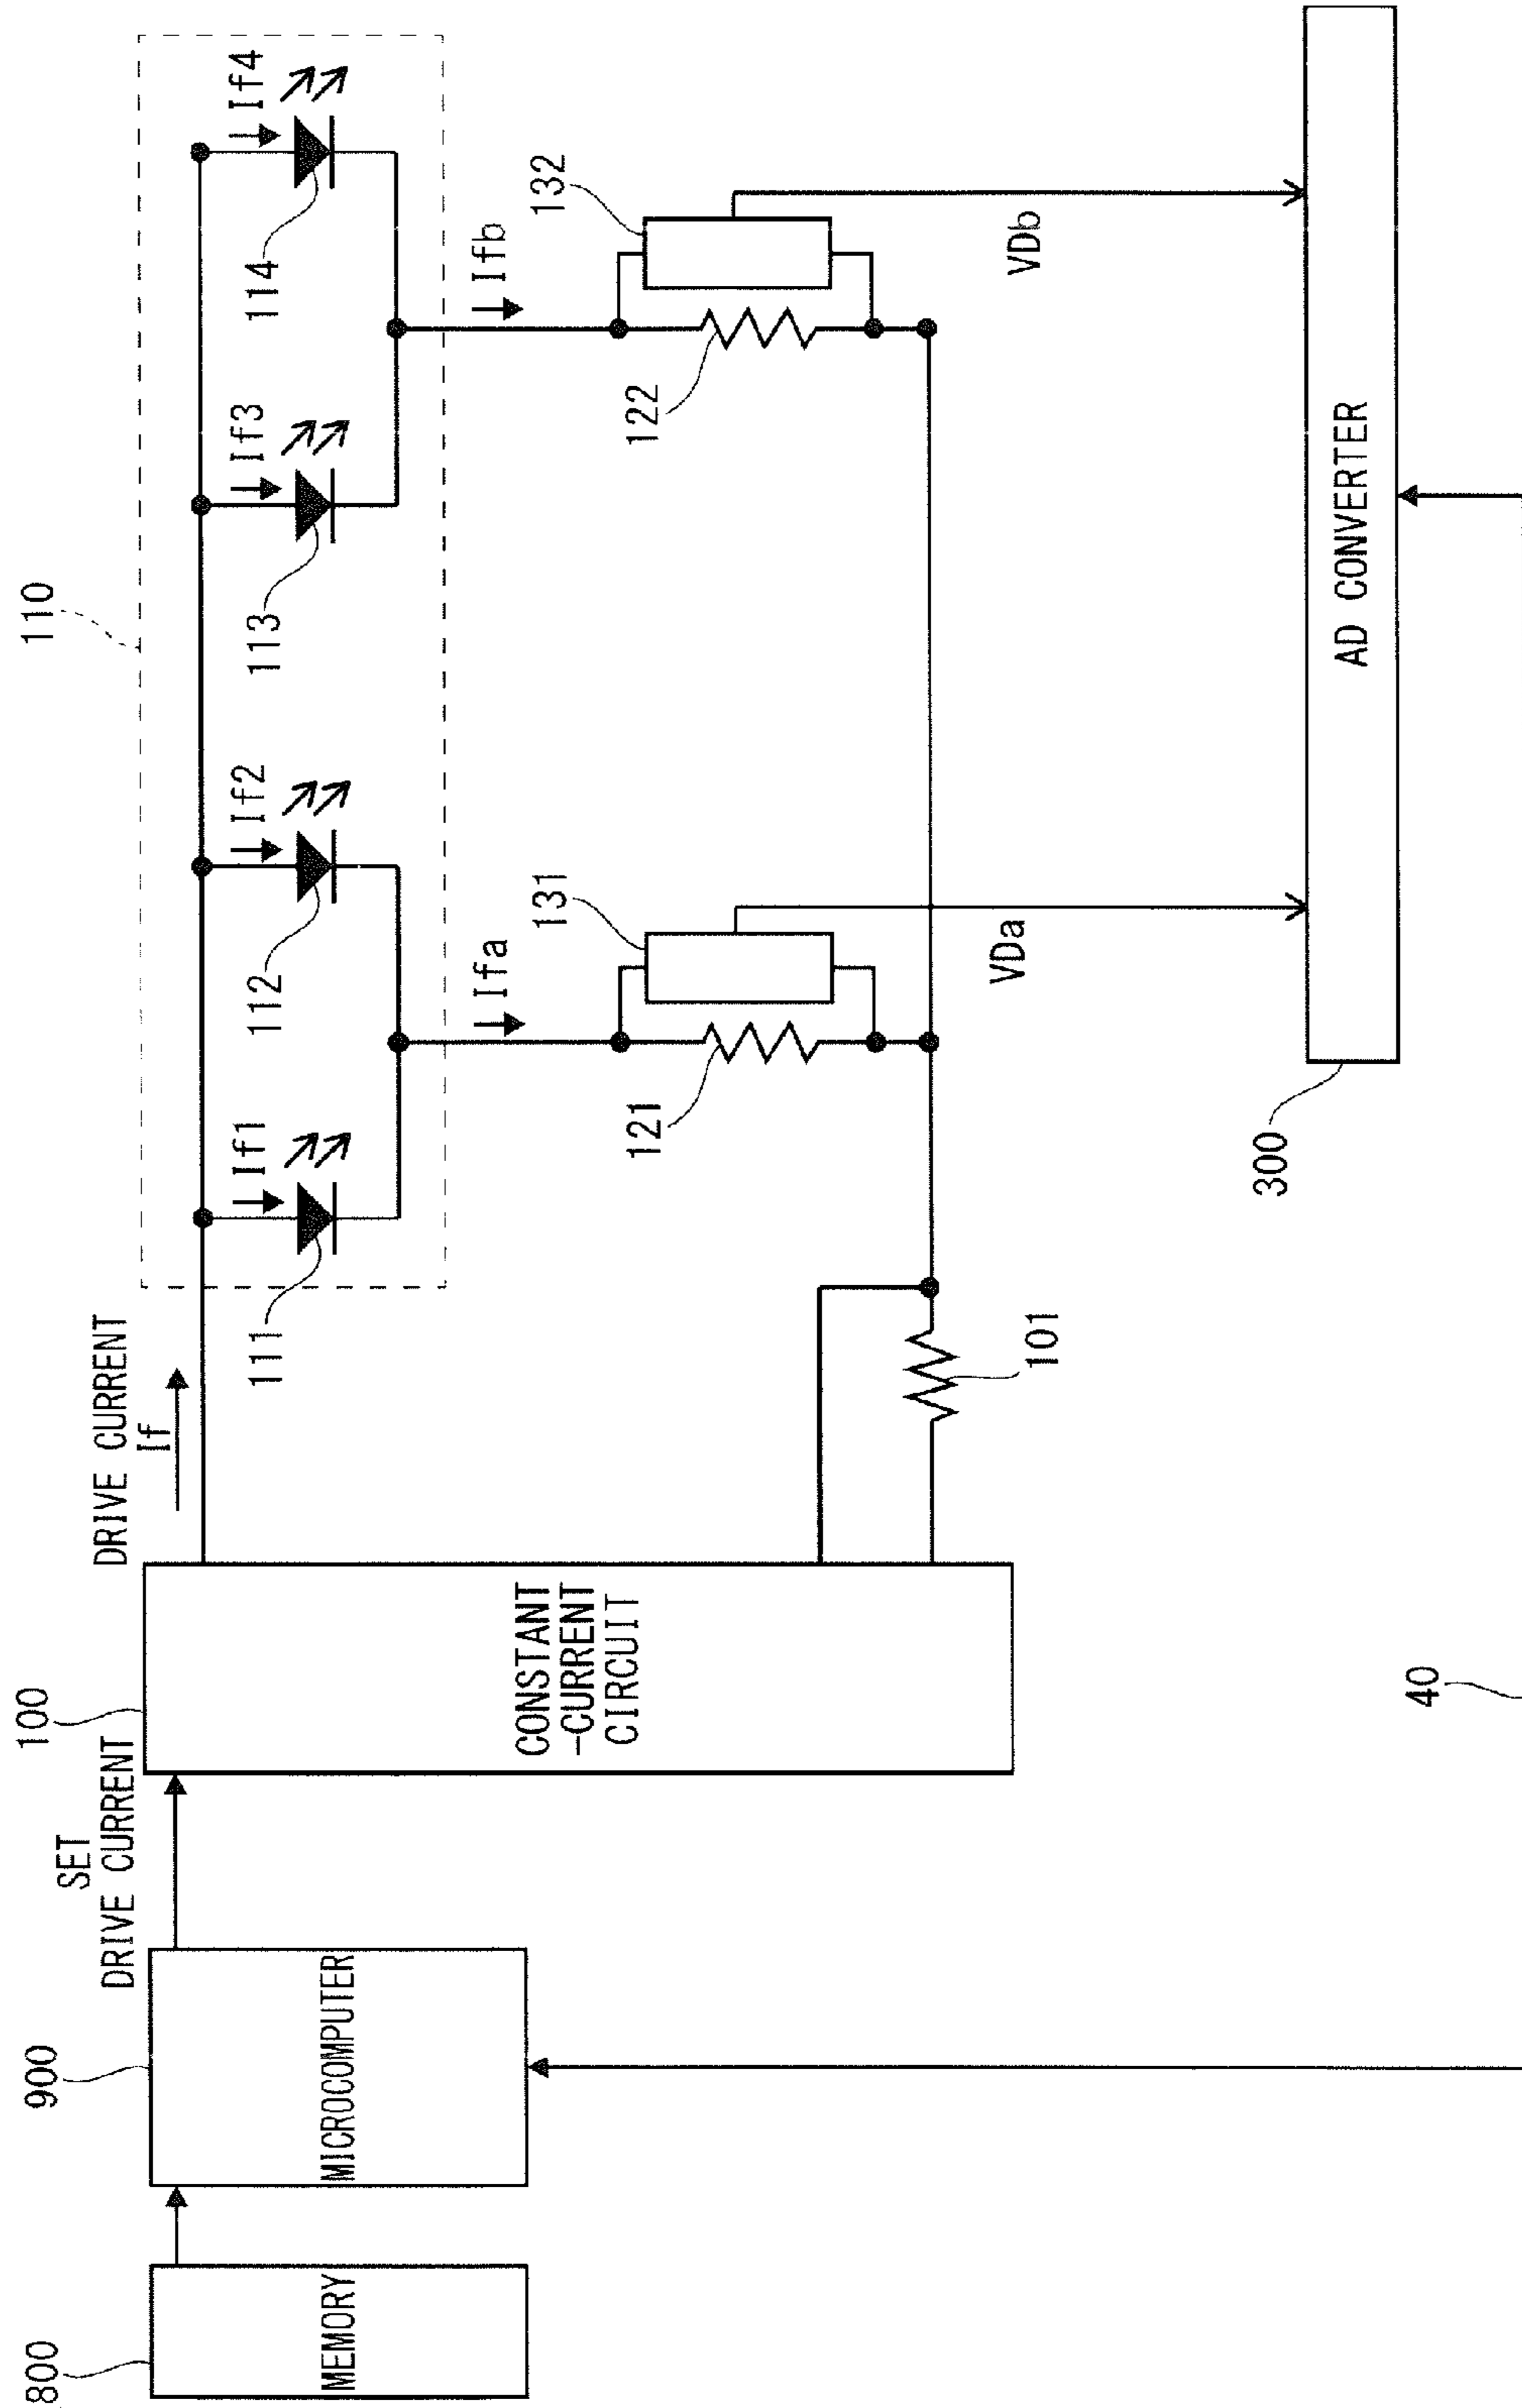 800
MEMORY
900
MICROCOMPUTER
SET
DRIVE CURRENT
100
CONSTANT
-CURRENT
CIRCUIT
DRIVE CURRENT
If
110
If1
If2
If3
If4
111
112
113
114
Ifa
Ifb
121
131
122
132
101
VDa
VDb
300
AD CONVERTER
40